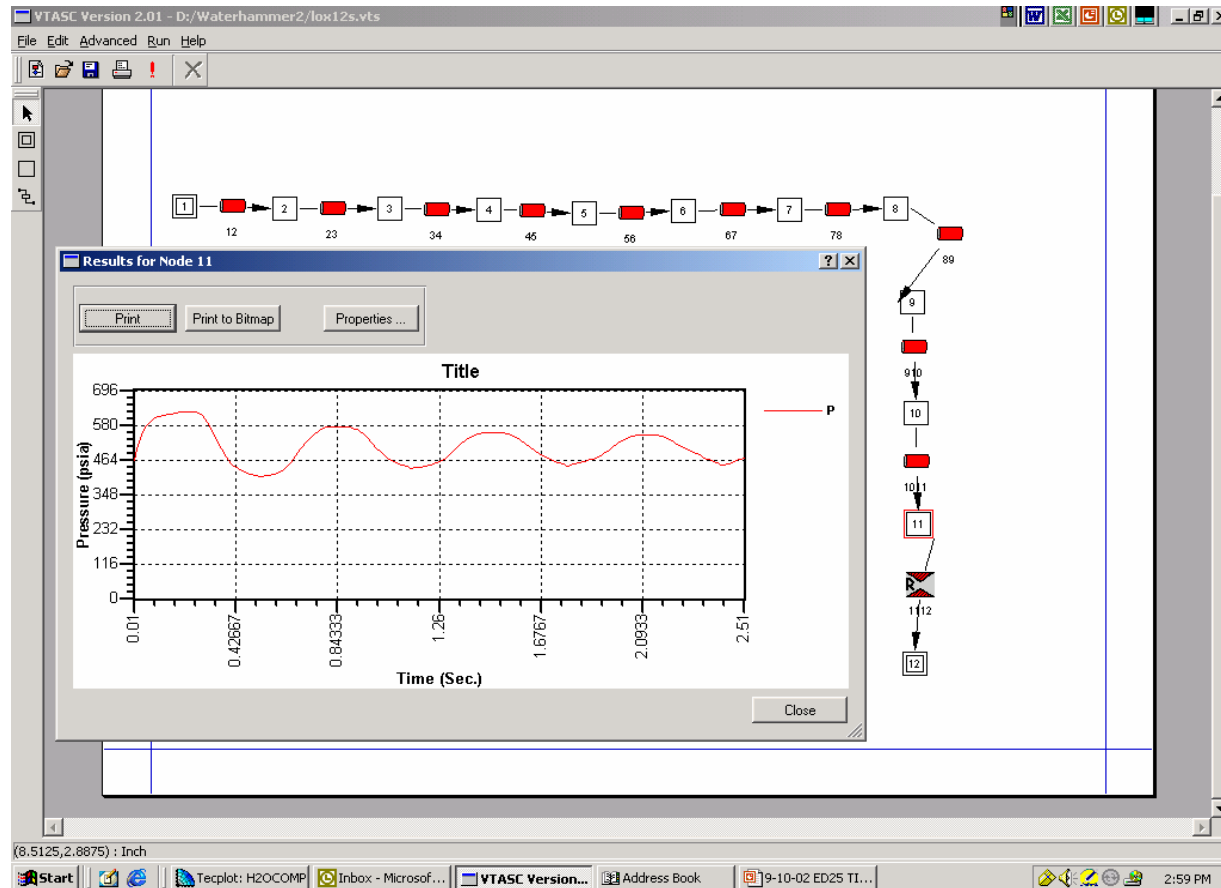 VTASC Version 2.01 - D:/Waterhammer2/lox12s.vts
File Edit Advanced Run Help
1 2 3 4 5 6 7 8
12 23 34 45 56 67 78
89
Results for Node 11
Print Print to Bitmap Properties ...
9
910
10
1011
11
R
1112
12
Title
P
Pressure (psia)
696
580
464
348
232
116
0
0.01 0.42667 0.84333 1.26 1.6767 2.0933 2.51
Time (Sec.)
Close
(8.5125,2.8875) : Inch
Start Tecplot: H2OCOMP Inbox - Microsof... VTASC Version... Address Book 9-10-02 ED25 TI... 2:59 PM